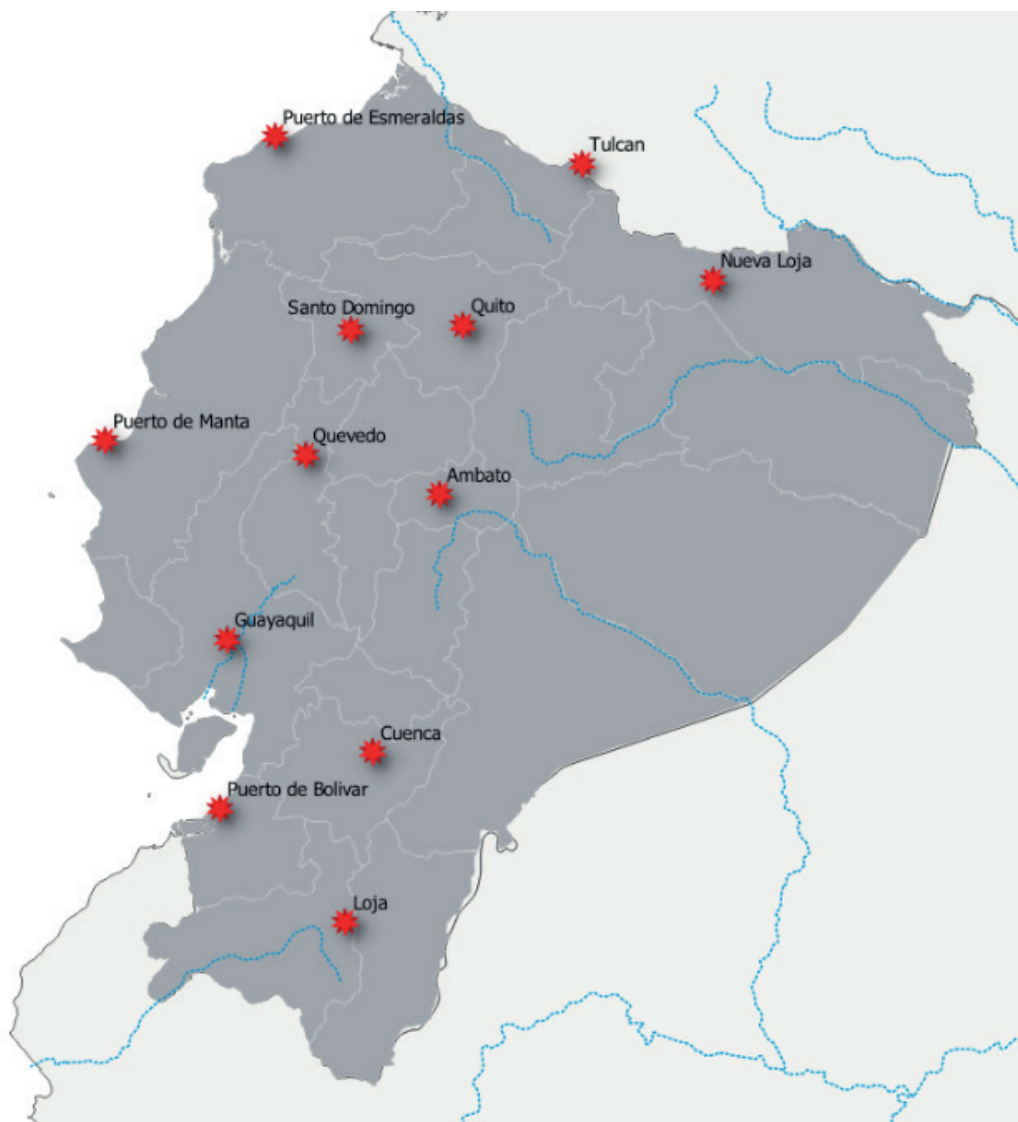 Puerto de Esmeraldas
Tulcan
Nueva Loja
Santo Domingo
Quito
Puerto de Manta
Quevedo
Ambato
Guayaquil
Cuenca
Puerto de Bolivar
Loja